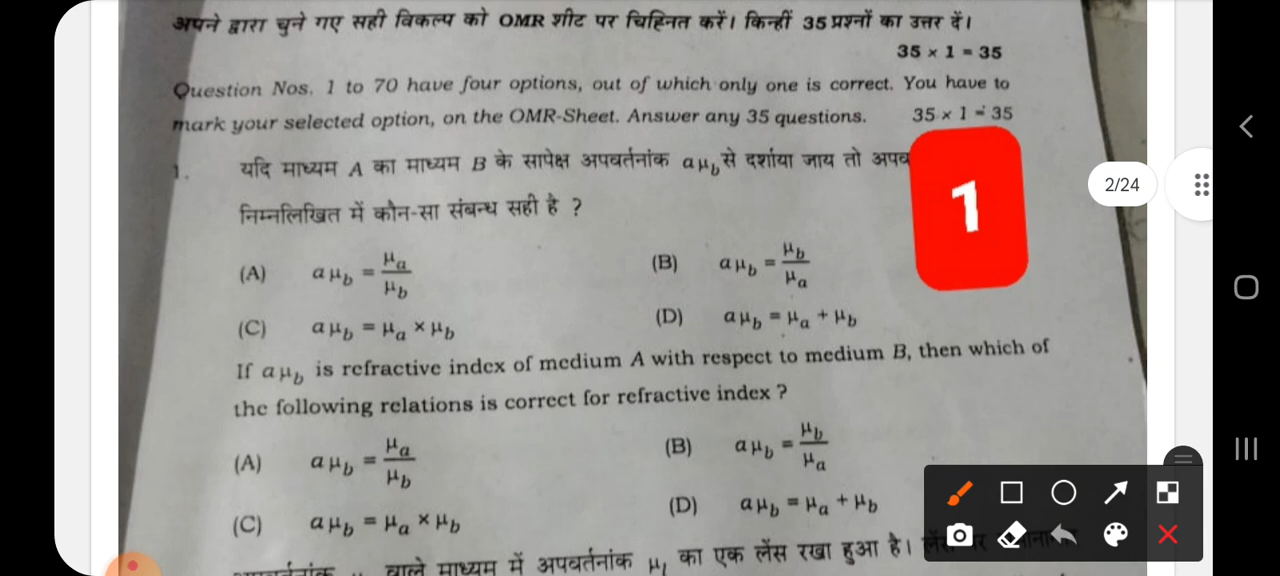 अपने द्वारा चुने गए सही विकल्प को OMR शीट पर चिह्नित करें। किन्हीं 35 प्रश्नों का उत्तर दें।
35 × 1 = 35
Question Nos. 1 to 70 have four options, out of which only one is correct. You have to
mark your selected option, on the OMR-Sheet. Answer any 35 questions. 35 × 1 = 35
1. यदि माध्यम A का माध्यम B के सापेक्ष अपवर्तनांक aμb से दर्शाया जाय तो
1
2/24
निम्नलिखित में कौन-सा संबन्ध सही है ?
(A) aμb = μa/μb (B) aμb = μb/μa
(C) aμb = μa × μb (D) aμb = μa + μb
If aμb is refractive index of medium A with respect to medium B, then which of
the following relations is correct for refractive index ?
(A) aμb = μa/μb (B) aμb = μb/μa
(C) aμb = μa × μb (D) aμb = μa + μb
वाले माध्यम में अपवर्तनांक μl का एक लेंस रखा हुआ है।